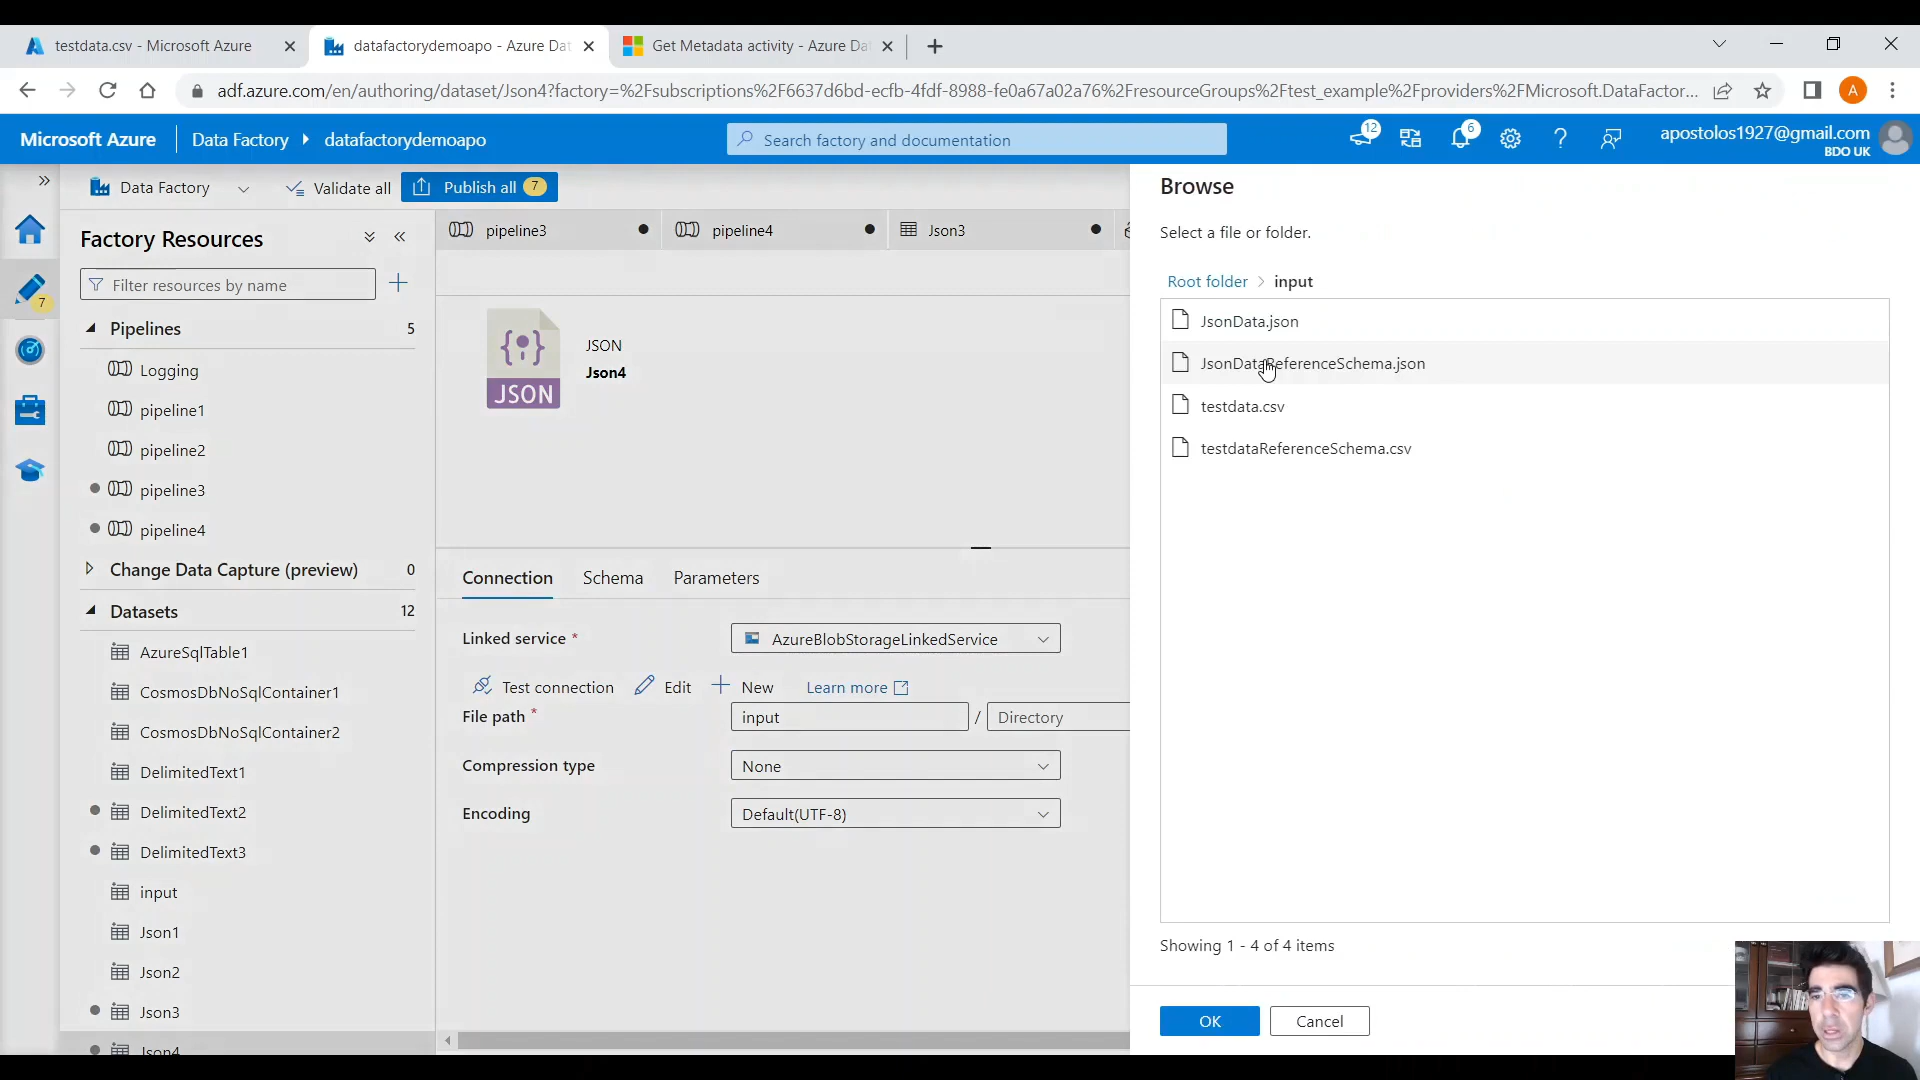 testdata.csv - Microsoft Azure
datafactorydemoapo - Azure Dat
Get Metadata activity - Azure Dat
adf.azure.com/en/authoring/dataset/Json4?factory=%2Fsubscriptions%2F6637d6bd-ecfb-4fdf-8988-fe0a67a02a76%2FresourceGroups%2Ftest_example%2Fproviders%2FMicrosoft.DataFactor...
A
Microsoft Azure
Data Factory
datafactorydemoapo
Search factory and documentation
12
6
apostolos1927@gmail.com
BDO UK
Data Factory
Validate all
Publish all 7
7
Factory Resources
Filter resources by name
Pipelines 5
Logging
pipeline1
pipeline2
pipeline3
pipeline4
Change Data Capture (preview) 0
Datasets 12
AzureSqlTable1
CosmosDbNoSqlContainer1
CosmosDbNoSqlContainer2
DelimitedText1
DelimitedText2
DelimitedText3
input
Json1
Json2
Json3
Json4
pipeline3
pipeline4
Json3
JSON
JSON
Json4
Connection
Schema
Parameters
Linked service *
AzureBlobStorageLinkedService
Test connection
Edit
New
Learn more
File path *
input / Directory
Compression type
None
Encoding
Default(UTF-8)
Browse
Select a file or folder.
Root folder > input
JsonData.json
JsonDataReferenceSchema.json
testdata.csv
testdataReferenceSchema.csv
Showing 1 - 4 of 4 items
OK
Cancel